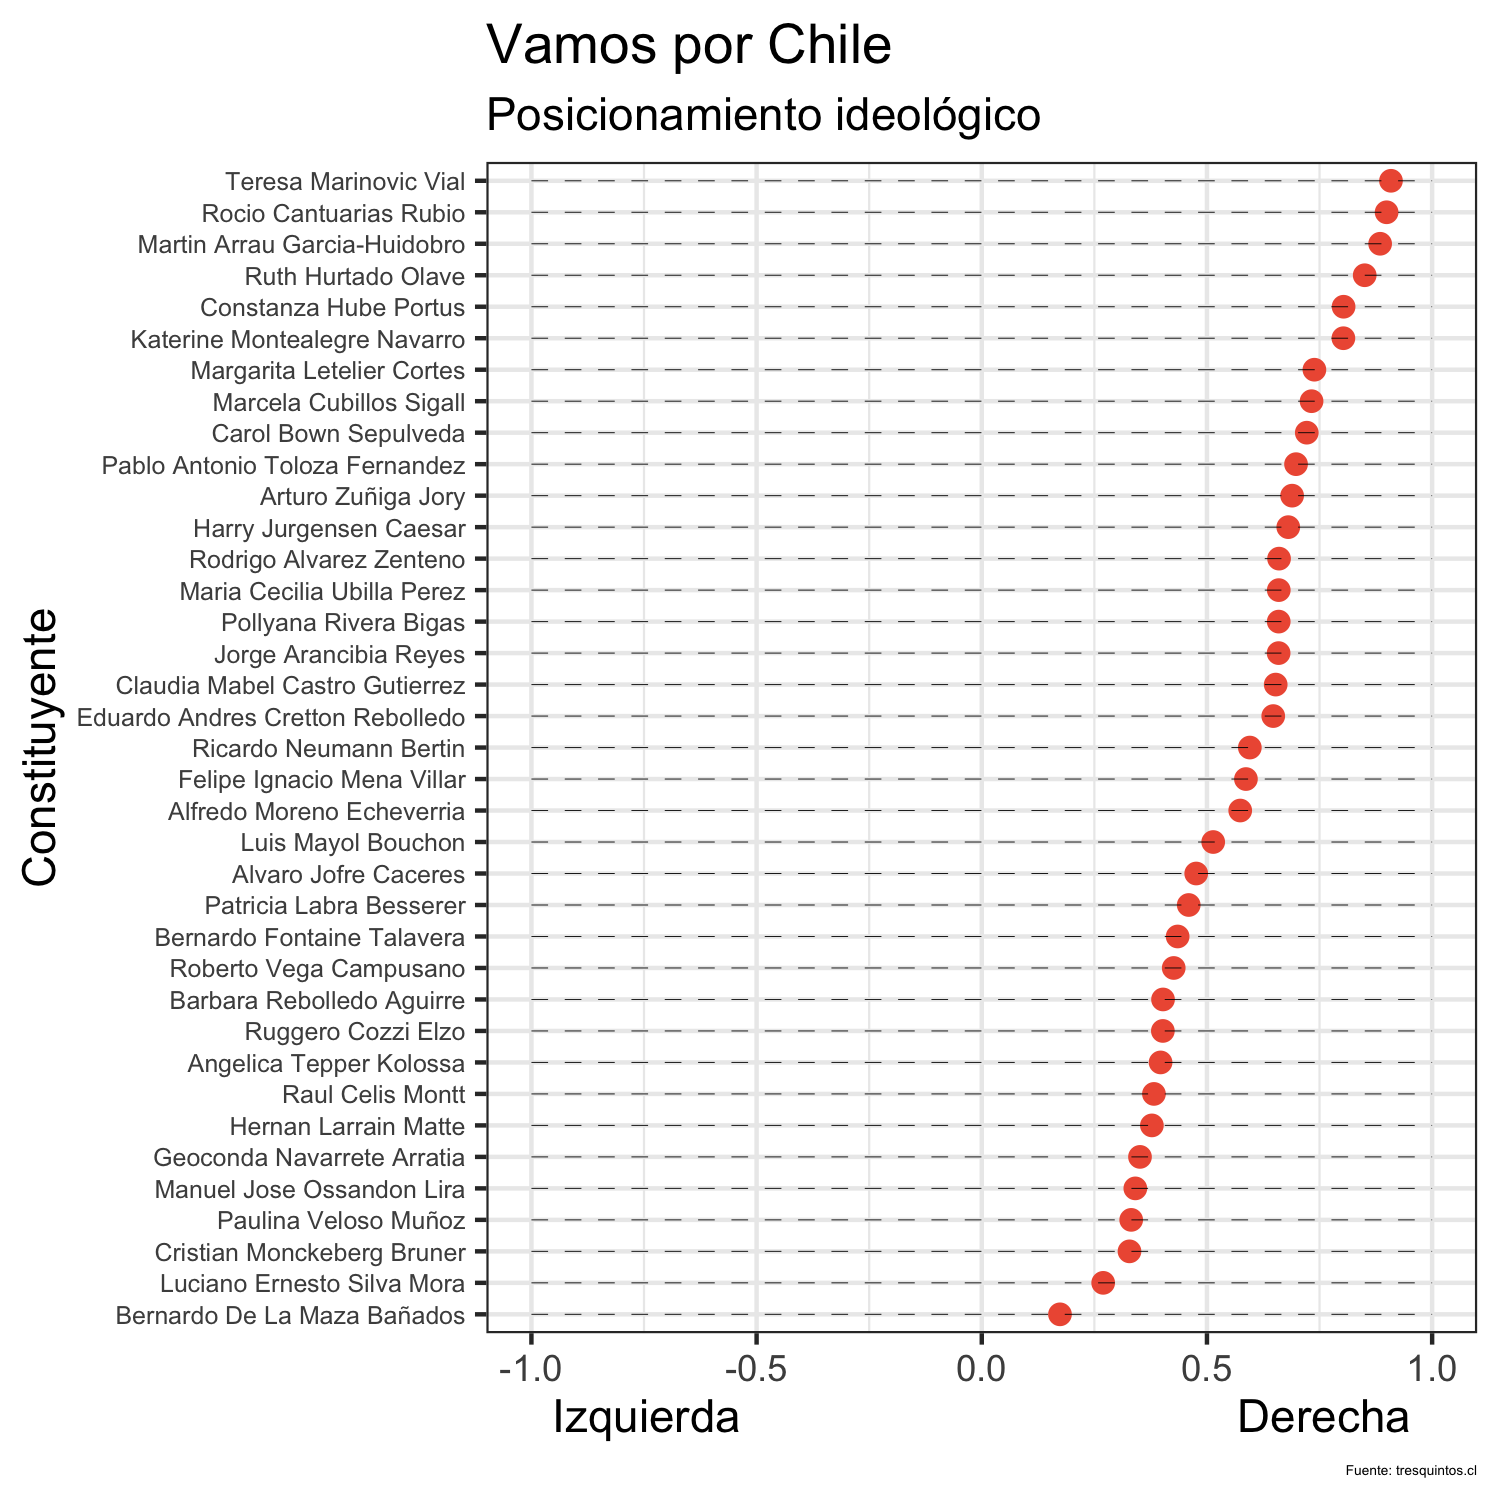 Vamos por Chile
Posicionamiento ideológico
Constituyente
Teresa Marinovic Vial
Rocio Cantuarias Rubio
Martin Arrau Garcia-Huidobro
Ruth Hurtado Olave
Constanza Hube Portus
Katerine Montealegre Navarro
Margarita Letelier Cortes
Marcela Cubillos Sigall
Carol Bown Sepulveda
Pablo Antonio Toloza Fernandez
Arturo Zuñiga Jory
Harry Jurgensen Caesar
Rodrigo Alvarez Zenteno
Maria Cecilia Ubilla Perez
Pollyana Rivera Bigas
Jorge Arancibia Reyes
Claudia Mabel Castro Gutierrez
Eduardo Andres Cretton Rebolledo
Ricardo Neumann Bertin
Felipe Ignacio Mena Villar
Alfredo Moreno Echeverria
Luis Mayol Bouchon
Alvaro Jofre Caceres
Patricia Labra Besserer
Bernardo Fontaine Talavera
Roberto Vega Campusano
Barbara Rebolledo Aguirre
Ruggero Cozzi Elzo
Angelica Tepper Kolossa
Raul Celis Montt
Hernan Larrain Matte
Geoconda Navarrete Arratia
Manuel Jose Ossandon Lira
Paulina Veloso Muñoz
Cristian Monckeberg Bruner
Luciano Ernesto Silva Mora
Bernardo De La Maza Bañados
-1.0 -0.5 0.0 0.5 1.0
Izquierda Derecha
Fuente: tresquintos.cl